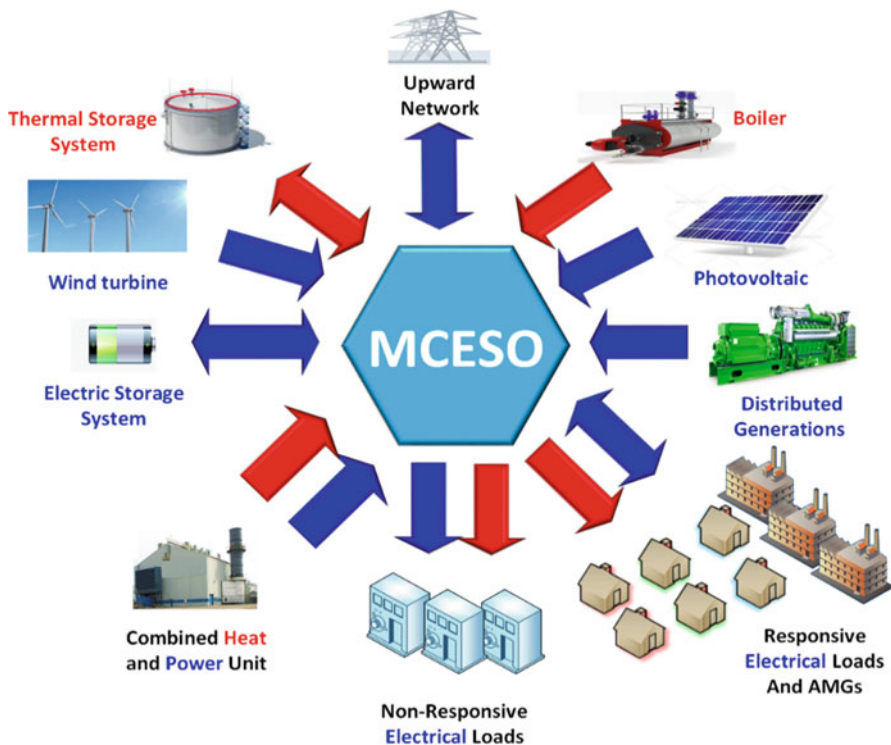 Upward
Network
Thermal Storage
System
Boiler
Wind turbine
Photovoltaic
MCESO
Electric Storage
System
Distributed
Generations
Combined Heat
and Power Unit
Responsive
Electrical Loads
And AMGs
Non-Responsive
Electrical Loads